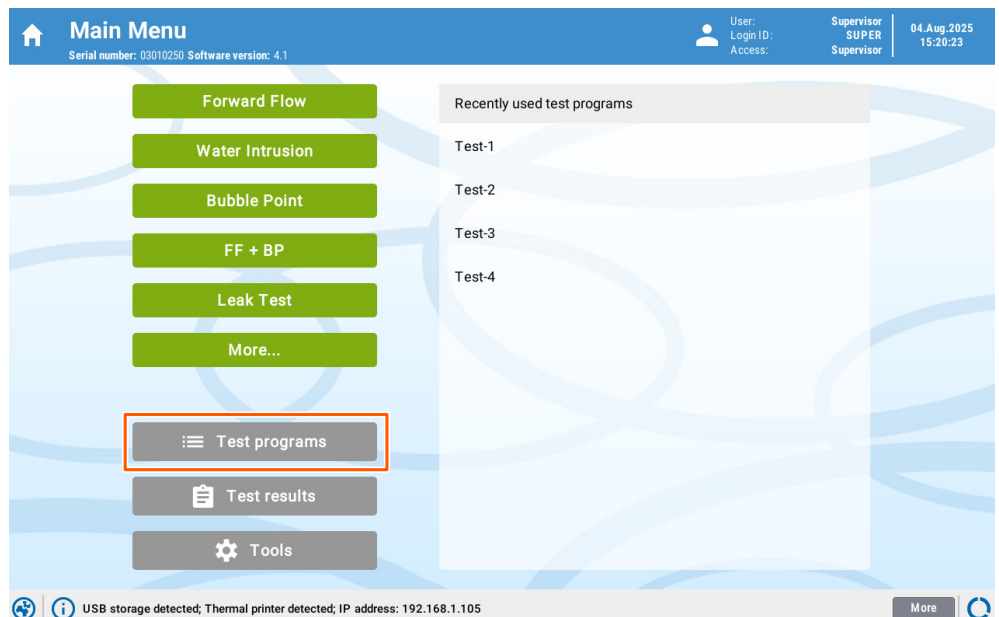 Main Menu
Serial number: 03010250 Software version: 4.1
User: Supervisor
Login ID: SUPER
Access: Supervisor
04.Aug.2025
15:20:23
Forward Flow
Water Intrusion
Bubble Point
FF + BP
Leak Test
More...
Test programs
Test results
Tools
Recently used test programs
Test-1
Test-2
Test-3
Test-4
USB storage detected; Thermal printer detected; IP address: 192.168.1.105
More